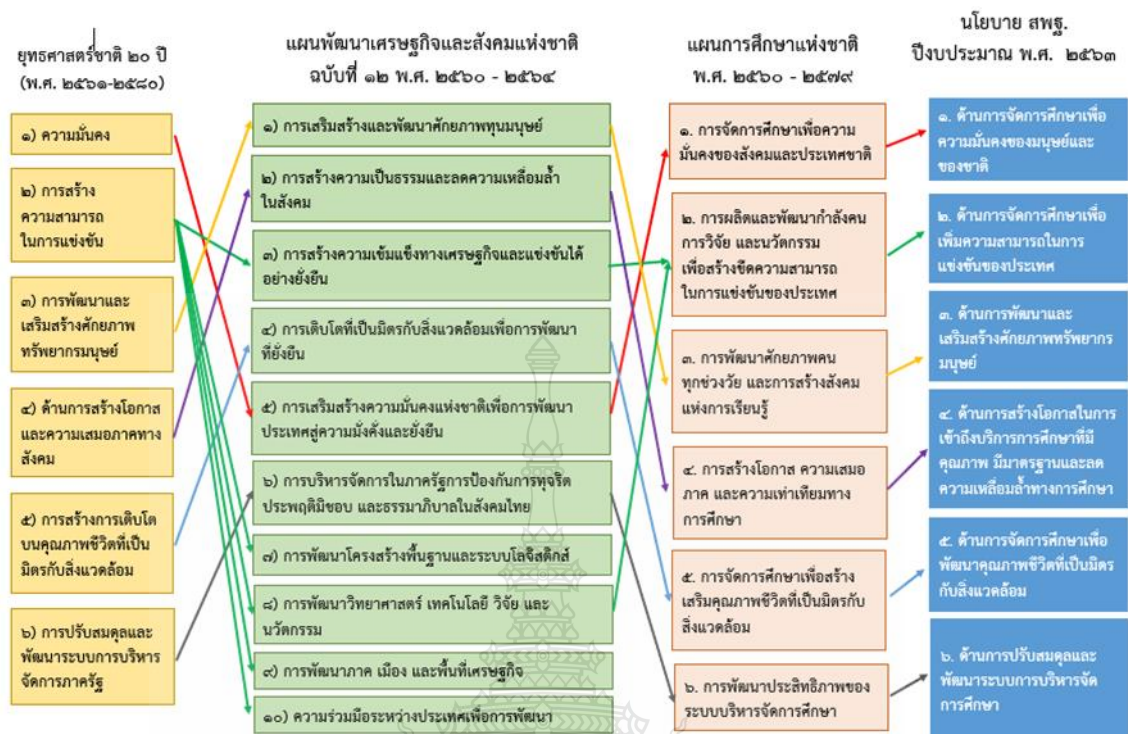 ยุทธศาสตร์ชาติ ๒๐ ปี
(พ.ศ. ๒๕๖๑-๒๕๘๐)
๑) ความมั่นคง
๒) การสร้าง
ความสามารถ
ในการแข่งขัน
๓) การพัฒนาและ
เสริมสร้างศักยภาพ
ทรัพยากรมนุษย์
๔) ด้านการสร้างโอกาส
และความเสมอภาคทาง
สังคม
๕) การสร้างการเติบโต
บนคุณภาพชีวิตที่เป็น
มิตรกับสิ่งแวดล้อม
๖) การปรับสมดุลและ
พัฒนาระบบการบริหาร
จัดการภาครัฐ
แผนพัฒนาเศรษฐกิจและสังคมแห่งชาติ
ฉบับที่ ๑๒ พ.ศ. ๒๕๖๐ - ๒๕๖๔
๑) การเสริมสร้างและพัฒนาศักยภาพทุนมนุษย์
๒) การสร้างความเป็นธรรมและลดความเหลื่อมล้ำ
ในสังคม
๓) การสร้างความเข้มแข็งทางเศรษฐกิจและแข่งขันได้
อย่างยั่งยืน
๔) การเติบโตที่เป็นมิตรกับสิ่งแวดล้อมเพื่อการพัฒนา
ที่ยั่งยืน
๕) การเสริมสร้างความมั่นคงแห่งชาติเพื่อการพัฒนา
ประเทศสู่ความมั่งคั่งและยั่งยืน
๖) การบริหารจัดการในภาครัฐการป้องกันการทุจริต
ประพฤติมิชอบ และธรรมาภิบาลในสังคมไทย
๗) การพัฒนาโครงสร้างพื้นฐานและระบบโลจิสติกส์
๘) การพัฒนาวิทยาศาสตร์ เทคโนโลยี วิจัย และ
นวัตกรรม
๙) การพัฒนาภาค เมือง และพื้นที่เศรษฐกิจ
๑๐) ความร่วมมือระหว่างประเทศเพื่อการพัฒนา
แผนการศึกษาแห่งชาติ
พ.ศ. ๒๕๖๐ - ๒๕๗๙
๑. การจัดการศึกษาเพื่อความ
มั่นคงของสังคมและประเทศชาติ
๒. การผลิตและพัฒนากำลังคน
การวิจัย และนวัตกรรม
เพื่อสร้างขีดความสามารถ
ในการแข่งขันของประเทศ
๓. การพัฒนาศักยภาพคน
ทุกช่วงวัย และการสร้างสังคม
แห่งการเรียนรู้
๔. การสร้างโอกาส ความเสมอ
ภาค และความเท่าเทียมทาง
การศึกษา
๕. การจัดการศึกษาเพื่อสร้าง
เสริมคุณภาพชีวิตที่เป็นมิตรกับ
สิ่งแวดล้อม
๖. การพัฒนาประสิทธิภาพของ
ระบบบริหารจัดการศึกษา
นโยบาย สพฐ.
ปีงบประมาณ พ.ศ. ๒๕๖๓
๑. ด้านการจัดการศึกษาเพื่อ
ความมั่นคงของมนุษย์และ
ของชาติ
๒. ด้านการจัดการศึกษาเพื่อ
เพิ่มความสามารถในการ
แข่งขันของประเทศ
๓. ด้านการพัฒนาและ
เสริมสร้างศักยภาพทรัพยากร
มนุษย์
๔. ด้านการสร้างโอกาสในการ
เข้าถึงบริการการศึกษาที่มี
คุณภาพ มีมาตรฐานและลด
ความเหลื่อมล้ำทางการศึกษา
๕. ด้านการจัดการศึกษาเพื่อ
พัฒนาคุณภาพชีวิตที่เป็นมิตร
กับสิ่งแวดล้อม
๖. ด้านการปรับสมดุลและ
พัฒนาระบบการบริหารจัด
การศึกษา